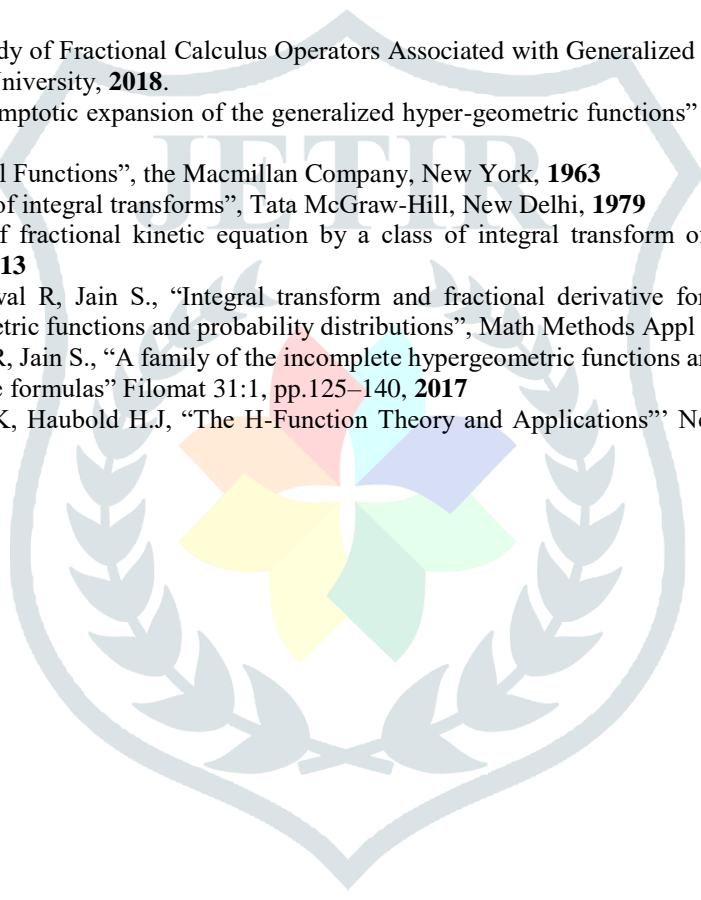 dy of Fractional Calculus Operators Associated with Generalized
University, 2018.
mptotic expansion of the generalized hyper-geometric functions”
l Functions”, the Macmillan Company, New York, 1963
of integral transforms”, Tata McGraw-Hill, New Delhi, 1979
f fractional kinetic equation by a class of integral transform of
13
val R, Jain S., “Integral transform and fractional derivative for
etric functions and probability distributions”, Math Methods Appl
R, Jain S., “A family of the incomplete hypergeometric functions an
e formulas” Filomat 31:1, pp.125–140, 2017
K, Haubold H.J, “The H-Function Theory and Applications”’ Ne
JETIR